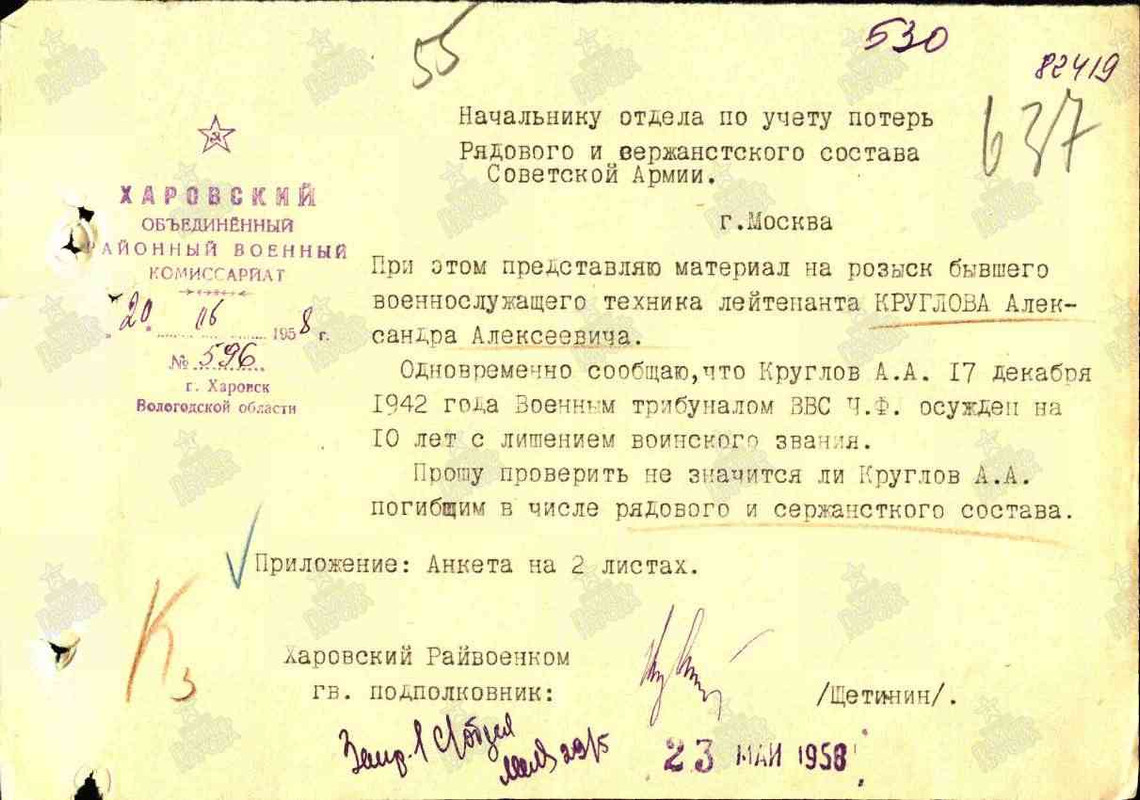 55
530
82419
637
Начальнику отдела по учету потерь
Рядового и сержанстского состава
Советской Армии.
г.Москва
ХАРОВСКИЙ
ОБЪЕДИНЁННЫЙ
РАЙОННЫЙ ВОЕННЫЙ
КОМИССАРИАТ
„20" 1958 г.
№ 596
г. Харовск
Вологодской области
При этом представляю материал на розыск бывшего
военнослужащего техника лейтенанта КРУГЛОВА Алек-
сандра Алексеевича.
Одновременно сообщаю,что Круглов А.А. 17 декабря
1942 года Военным трибуналом ВВС Ч.Ф. осужден на
10 лет с лишением воинского звания.
Прошу проверить не значится ли Круглов А.А.
погибщим в числе рядового и сержансткого состава.
Приложение: Анкета на 2 листах.
К3
Харовский Райвоенком
гв. подполковник: /Щетинин/.
23 МАЙ 1958